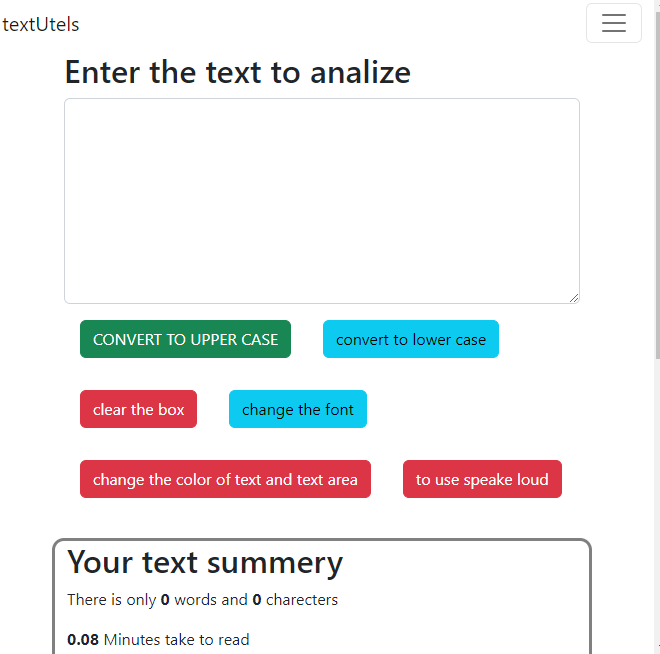 textUtels
Enter the text to analize
CONVERT TO UPPER CASE
convert to lower case
clear the box
change the font
change the color of text and text area
to use speake loud
Your text summery
There is only 0 words and 0 charecters
0.08 Minutes take to read